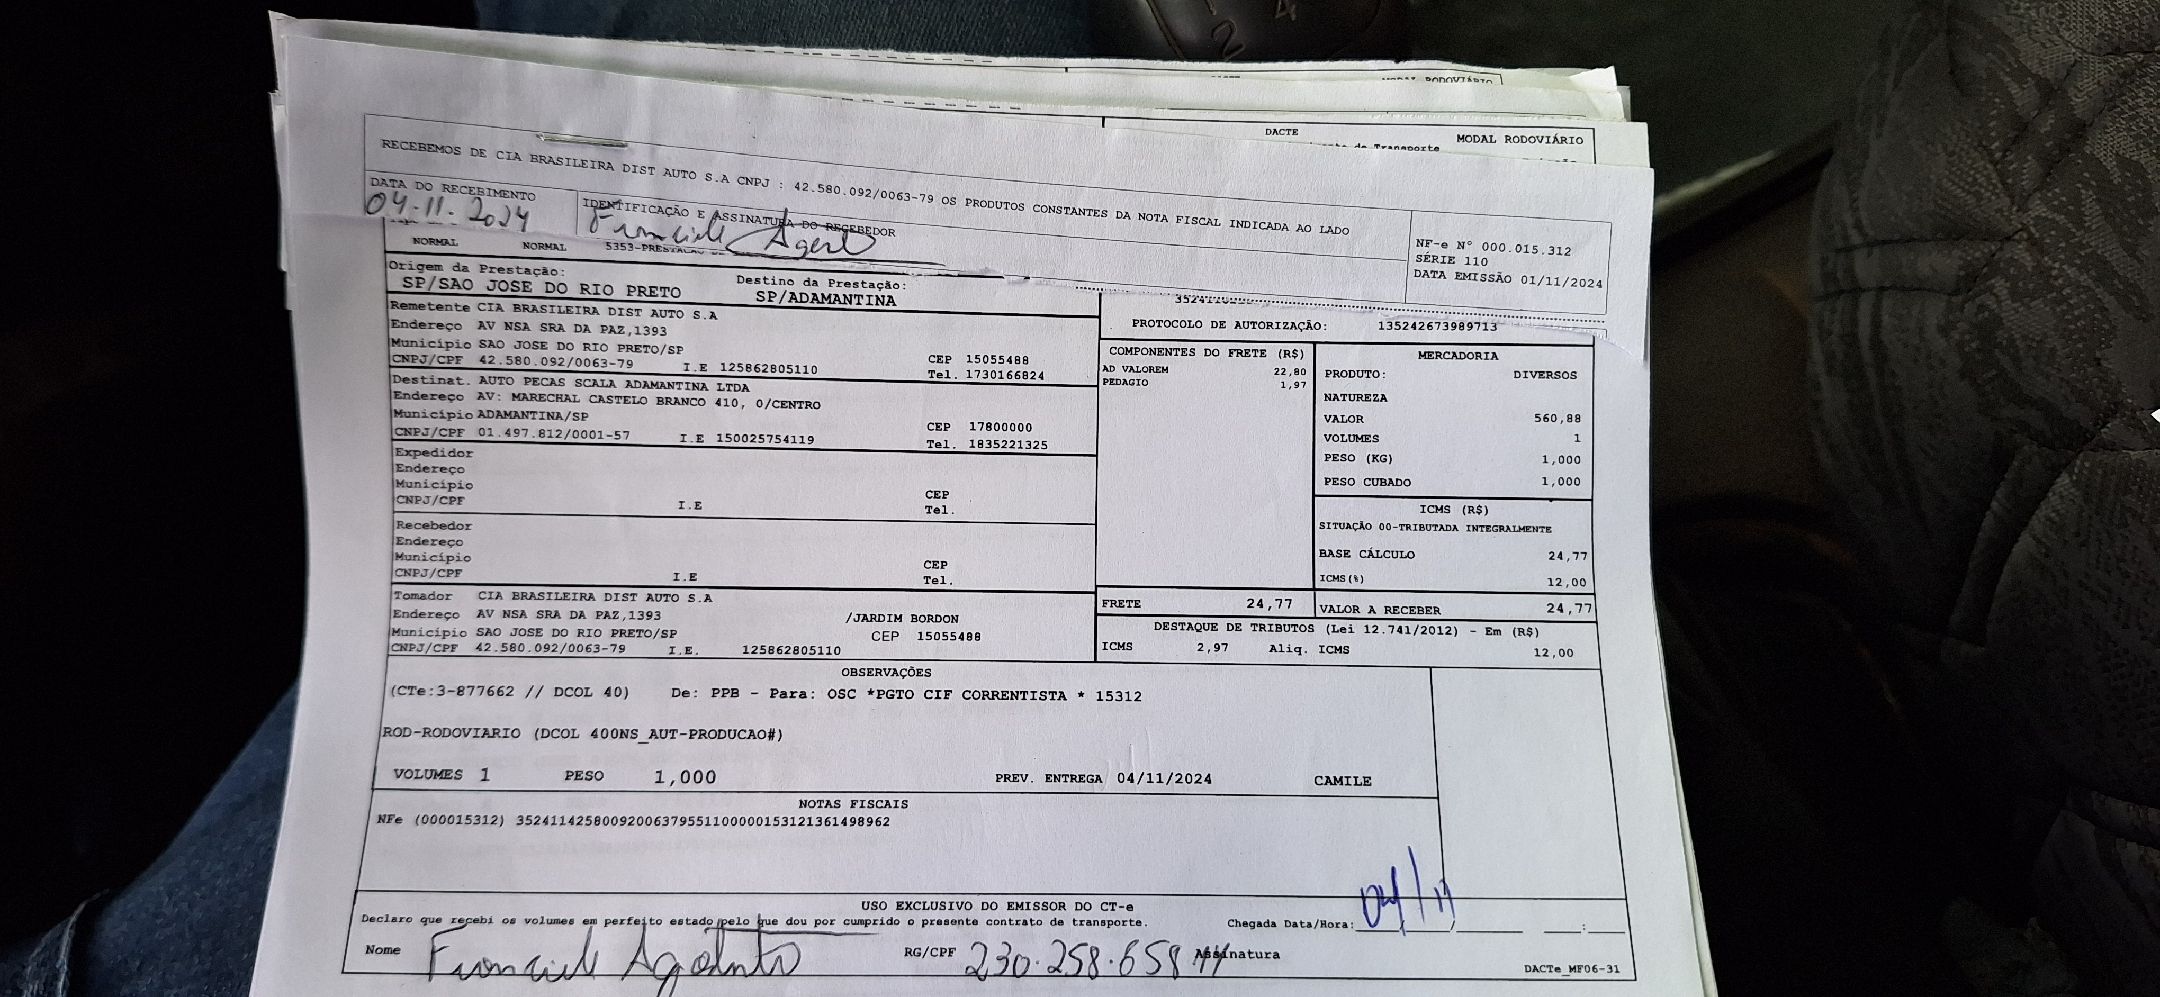 MODAL RODOVIÁRIO
DACTE
MODAL RODOVIÁRIO
de Transporte
RECEBEMOS DE CIA BRASILEIRA DIST AUTO S.A CNPJ : 42.580.092/0063-79 OS PRODUTOS CONSTANTES DA NOTA FISCAL INDICADA AO LADO
DATA DO RECEBIMENTO
04.11.2024
IDENTIFICAÇÃO E ASSINATURA DO RECEBEDOR
NF-e N° 000.015.312
SÉRIE 110
DATA EMISSÃO 01/11/2024
NORMAL NORMAL 5353-PRESTACAO DE
Origem da Prestação: Destino da Prestação:
SP/SAO JOSE DO RIO PRETO SP/ADAMANTINA
Remetente CIA BRASILEIRA DIST AUTO S.A
Endereço AV NSA SRA DA PAZ,1393
Município SAO JOSE DO RIO PRETO/SP CEP 15055488
CNPJ/CPF 42.580.092/0063-79 I.E 125862805110 Tel. 1730166824
Destinat. AUTO PECAS SCALA ADAMANTINA LTDA
Endereço AV: MARECHAL CASTELO BRANCO 410, 0/CENTRO
Município ADAMANTINA/SP CEP 17800000
CNPJ/CPF 01.497.812/0001-57 I.E 150025754119 Tel. 1835221325
Expedidor
Endereço
Município CEP
CNPJ/CPF I.E Tel.
Recebedor
Endereço
Município CEP
CNPJ/CPF I.E Tel.
Tomador CIA BRASILEIRA DIST AUTO S.A
Endereço AV NSA SRA DA PAZ,1393 /JARDIM BORDON
Município SAO JOSE DO RIO PRETO/SP CEP 15055488
CNPJ/CPF 42.580.092/0063-79 I.E. 125862805110
PROTOCOLO DE AUTORIZAÇÃO: 135242673989713
COMPONENTES DO FRETE (R$)
AD VALOREM 22,80
PEDAGIO 1,97
MERCADORIA
PRODUTO: DIVERSOS
NATUREZA
VALOR 560,88
VOLUMES 1
PESO (KG) 1,000
PESO CUBADO 1,000
ICMS (R$)
SITUAÇÃO 00-TRIBUTADA INTEGRALMENTE
BASE CÁLCULO 24,77
ICMS(%) 12,00
FRETE 24,77 VALOR A RECEBER 24,77
DESTAQUE DE TRIBUTOS (Lei 12.741/2012) - Em (R$)
ICMS 2,97 Aliq. ICMS 12,00
OBSERVAÇÕES
(CTe:3-877662 // DCOL 40) De: PPB - Para: OSC *PGTO CIF CORRENTISTA * 15312
ROD-RODOVIARIO (DCOL 400NS_AUT-PRODUCAO#)
VOLUMES 1 PESO 1,000 PREV. ENTREGA 04/11/2024 CAMILE
NOTAS FISCAIS
NFe (000015312) 35241142580092006379551100000153121361498962
USO EXCLUSIVO DO EMISSOR DO CT-e
Declaro que recebi os volumes em perfeito estado pelo que dou por cumprido o presente contrato de transporte. Chegada Data/Hora: 04/11 / :
Nome RG/CPF 230.258.658 Assinatura
DACTe_MF06-31